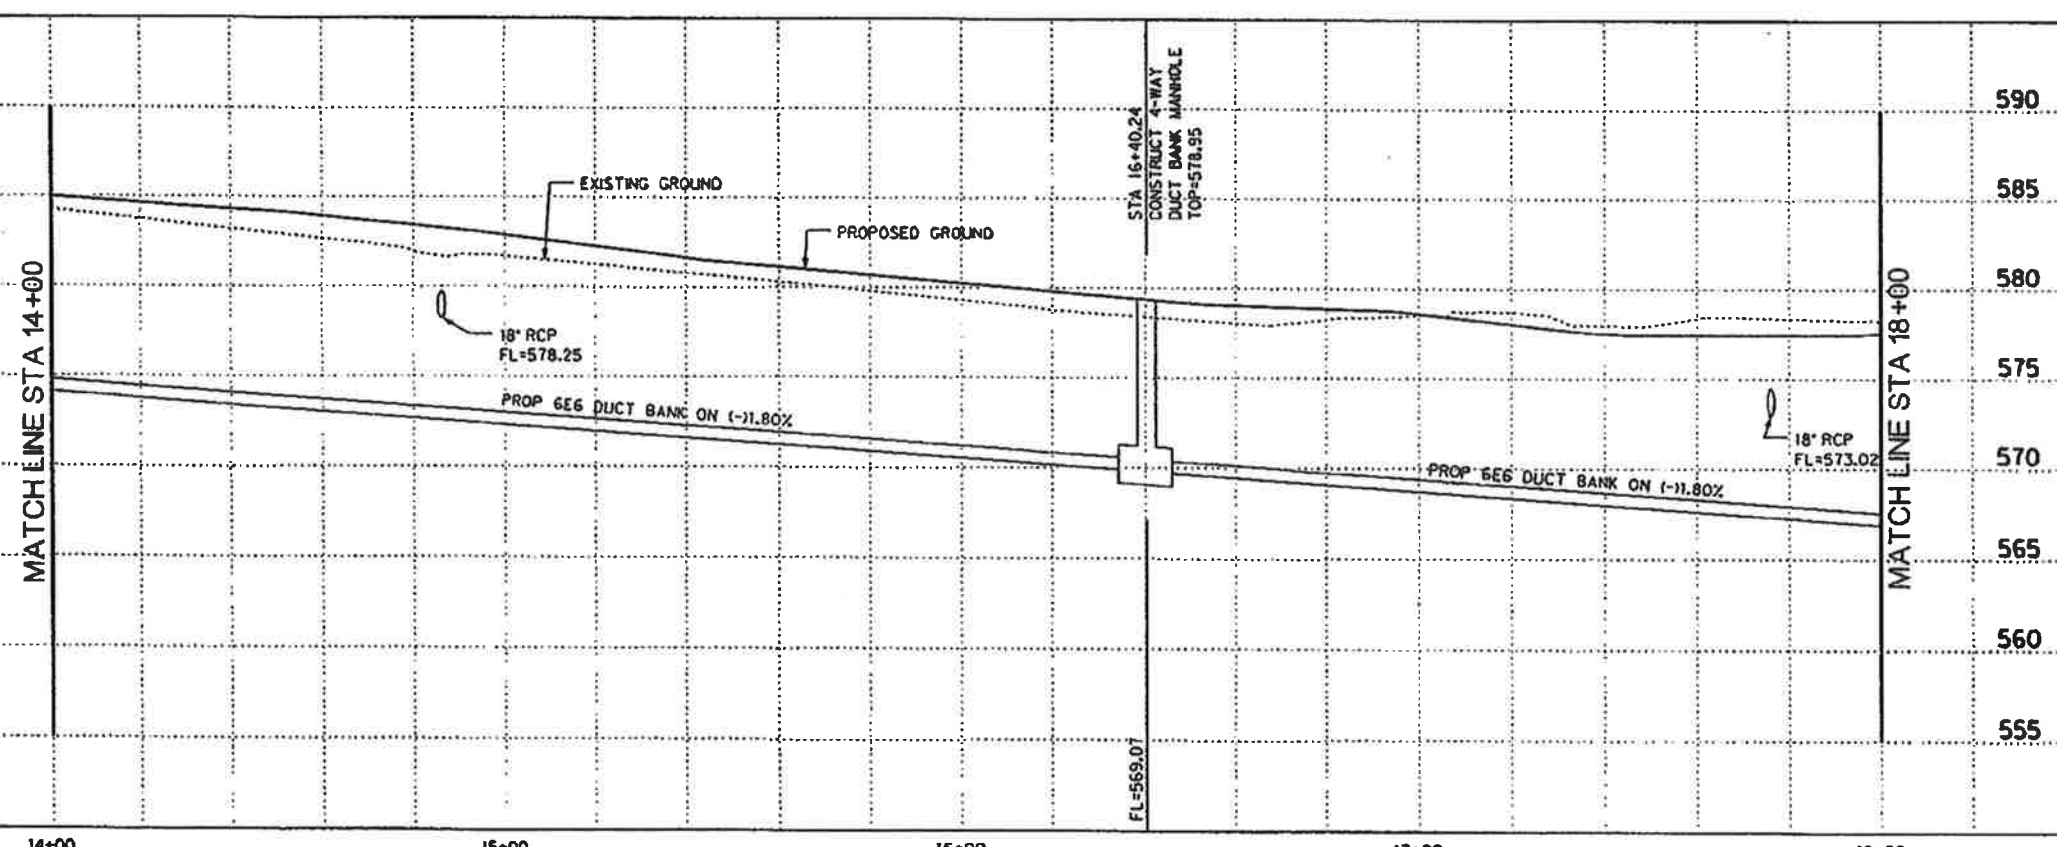 STA 16+40.24
CONSTRUCT 4-WAY
DUCT BANK MANHOLE
TOP=578.95
590
585
580
575
570
565
560
555
EXISTING GROUND
PROPOSED GROUND
MATCH LINE STA 14+00
18" RCP
FL=578.25
PROP 6E6 DUCT BANK ON (-)1.80%
18" RCP
FL=573.02
PROP 6E6 DUCT BANK ON (-)1.80%
MATCH LINE STA 18+00
FL=569.07
14+00